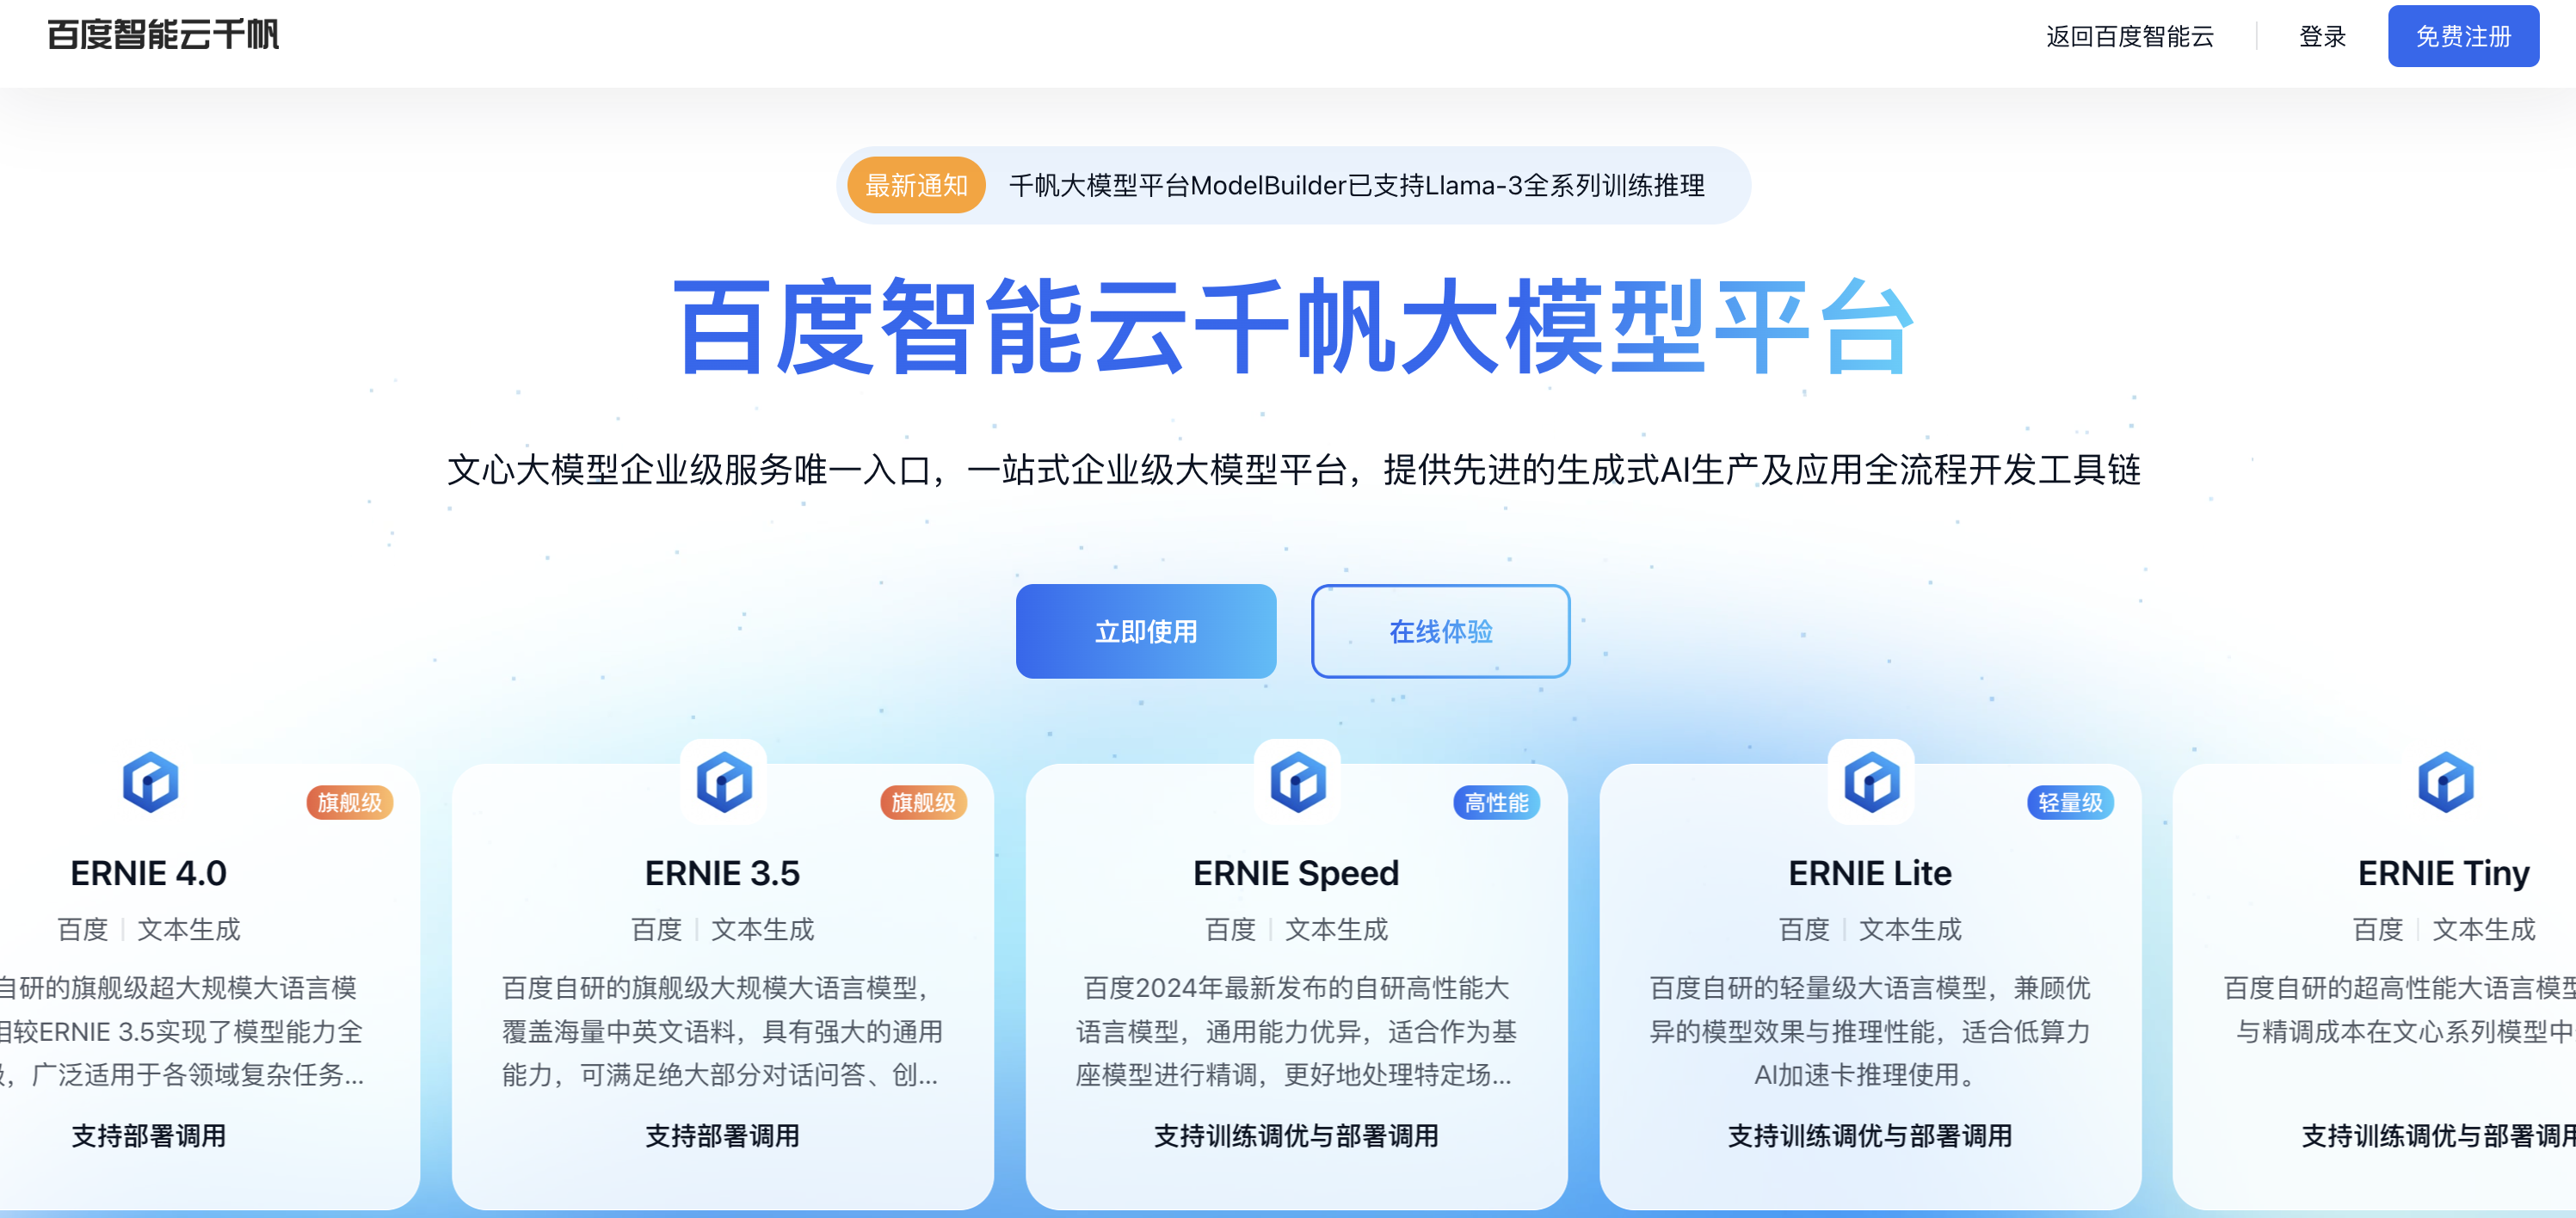 百度智能云千帆
返回百度智能云
登录
免费注册
最新通知
千帆大模型平台ModelBuilder已支持Llama-3全系列训练推理
百度智能云千帆大模型平台
文心大模型企业级服务唯一入口，一站式企业级大模型平台，提供先进的生成式AI生产及应用全流程开发工具链
立即使用
在线体验
旗舰级
ERNIE 4.0
百度 | 文本生成
自研的旗舰级超大规模大语言模
相较ERNIE 3.5实现了模型能力全
，广泛适用于各领域复杂任务...
支持部署调用
旗舰级
ERNIE 3.5
百度 | 文本生成
百度自研的旗舰级大规模大语言模型，
覆盖海量中英文语料，具有强大的通用
能力，可满足绝大部分对话问答、创...
支持部署调用
高性能
ERNIE Speed
百度 | 文本生成
百度2024年最新发布的自研高性能大
语言模型，通用能力优异，适合作为基
座模型进行精调，更好地处理特定场...
支持训练调优与部署调用
轻量级
ERNIE Lite
百度 | 文本生成
百度自研的轻量级大语言模型，兼顾优
异的模型效果与推理性能，适合低算力
AI加速卡推理使用。
支持训练调优与部署调用
ERNIE Tiny
百度 | 文本生成
百度自研的超高性能大语言模型
与精调成本在文心系列模型中
支持训练调优与部署调用